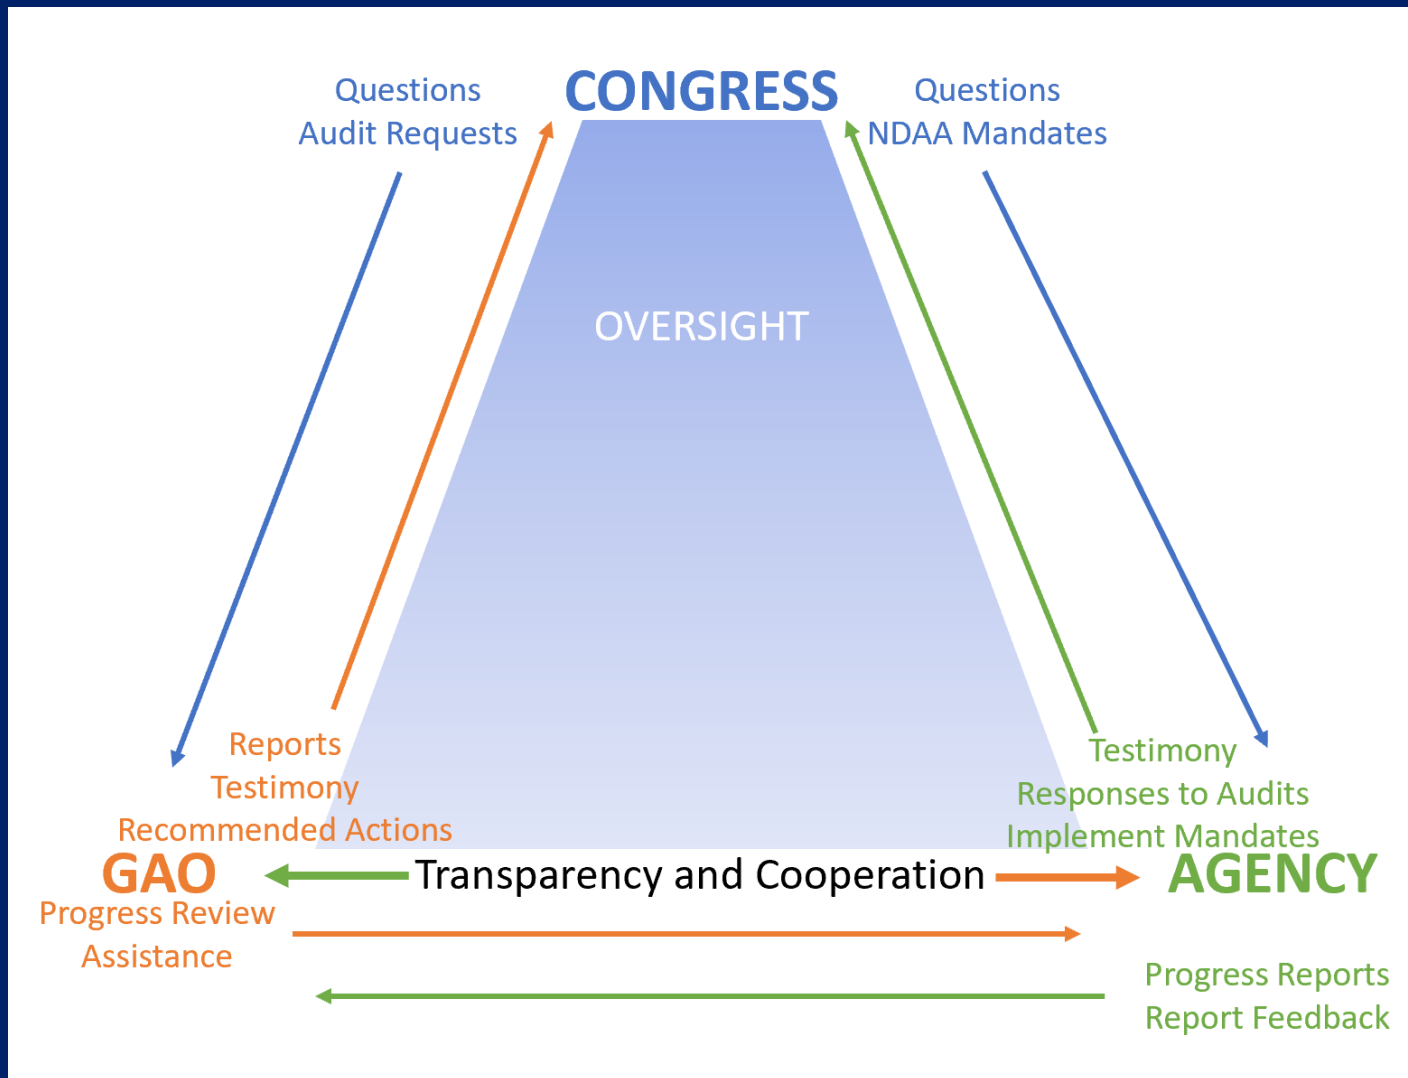 Questions
Audit Requests
CONGRESS
Questions
NDAA Mandates
OVERSIGHT
Reports
Testimony
Recommended Actions
Testimony
Responses to Audits
Implement Mandates
GAO
Transparency and Cooperation
AGENCY
Progress Review
Assistance
Progress Reports
Report Feedback